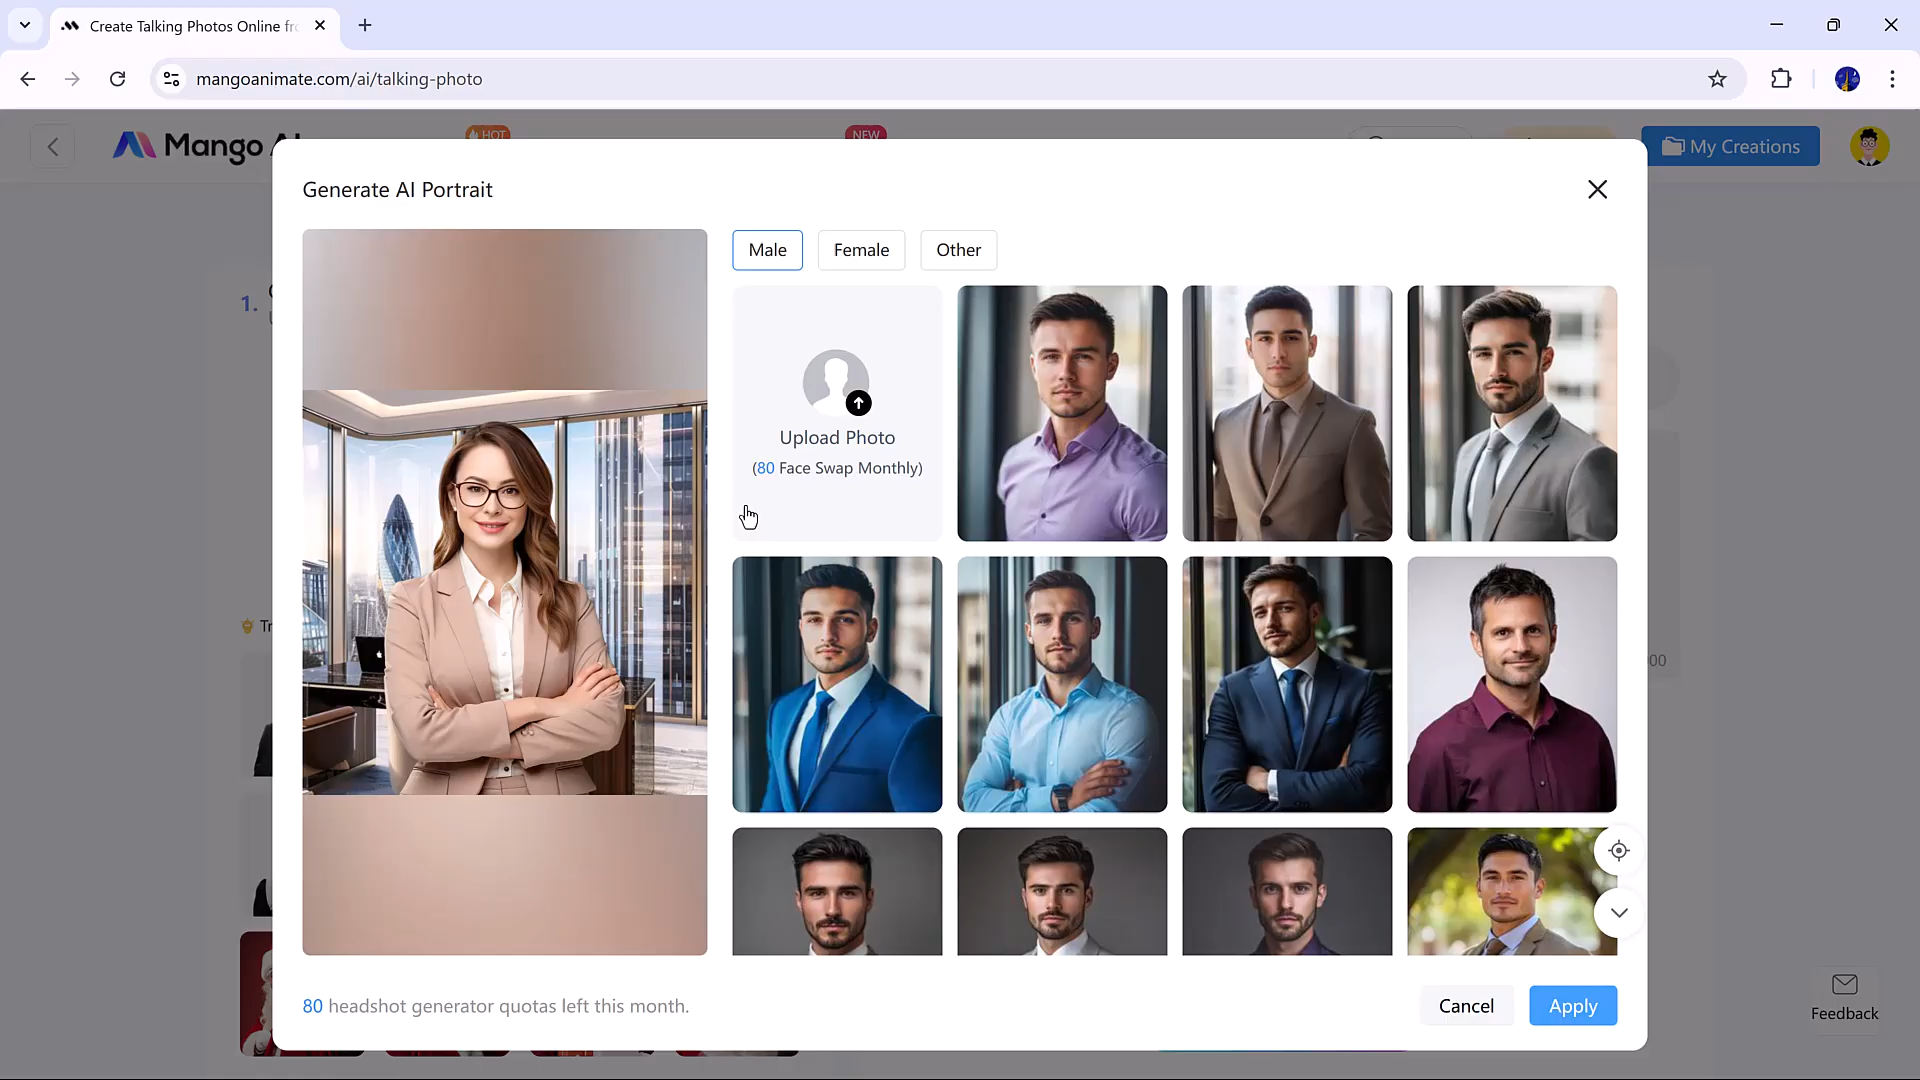 Create Talking Photos Online fr
mangoanimate.com/ai/talking-photo
HOT
NEW
Mango AI
My Creations
Generate AI Portrait
Male
Female
Other
1.
Upload Photo
(80 Face Swap Monthly)
Tr
00
80 headshot generator quotas left this month.
Cancel
Apply
Feedback